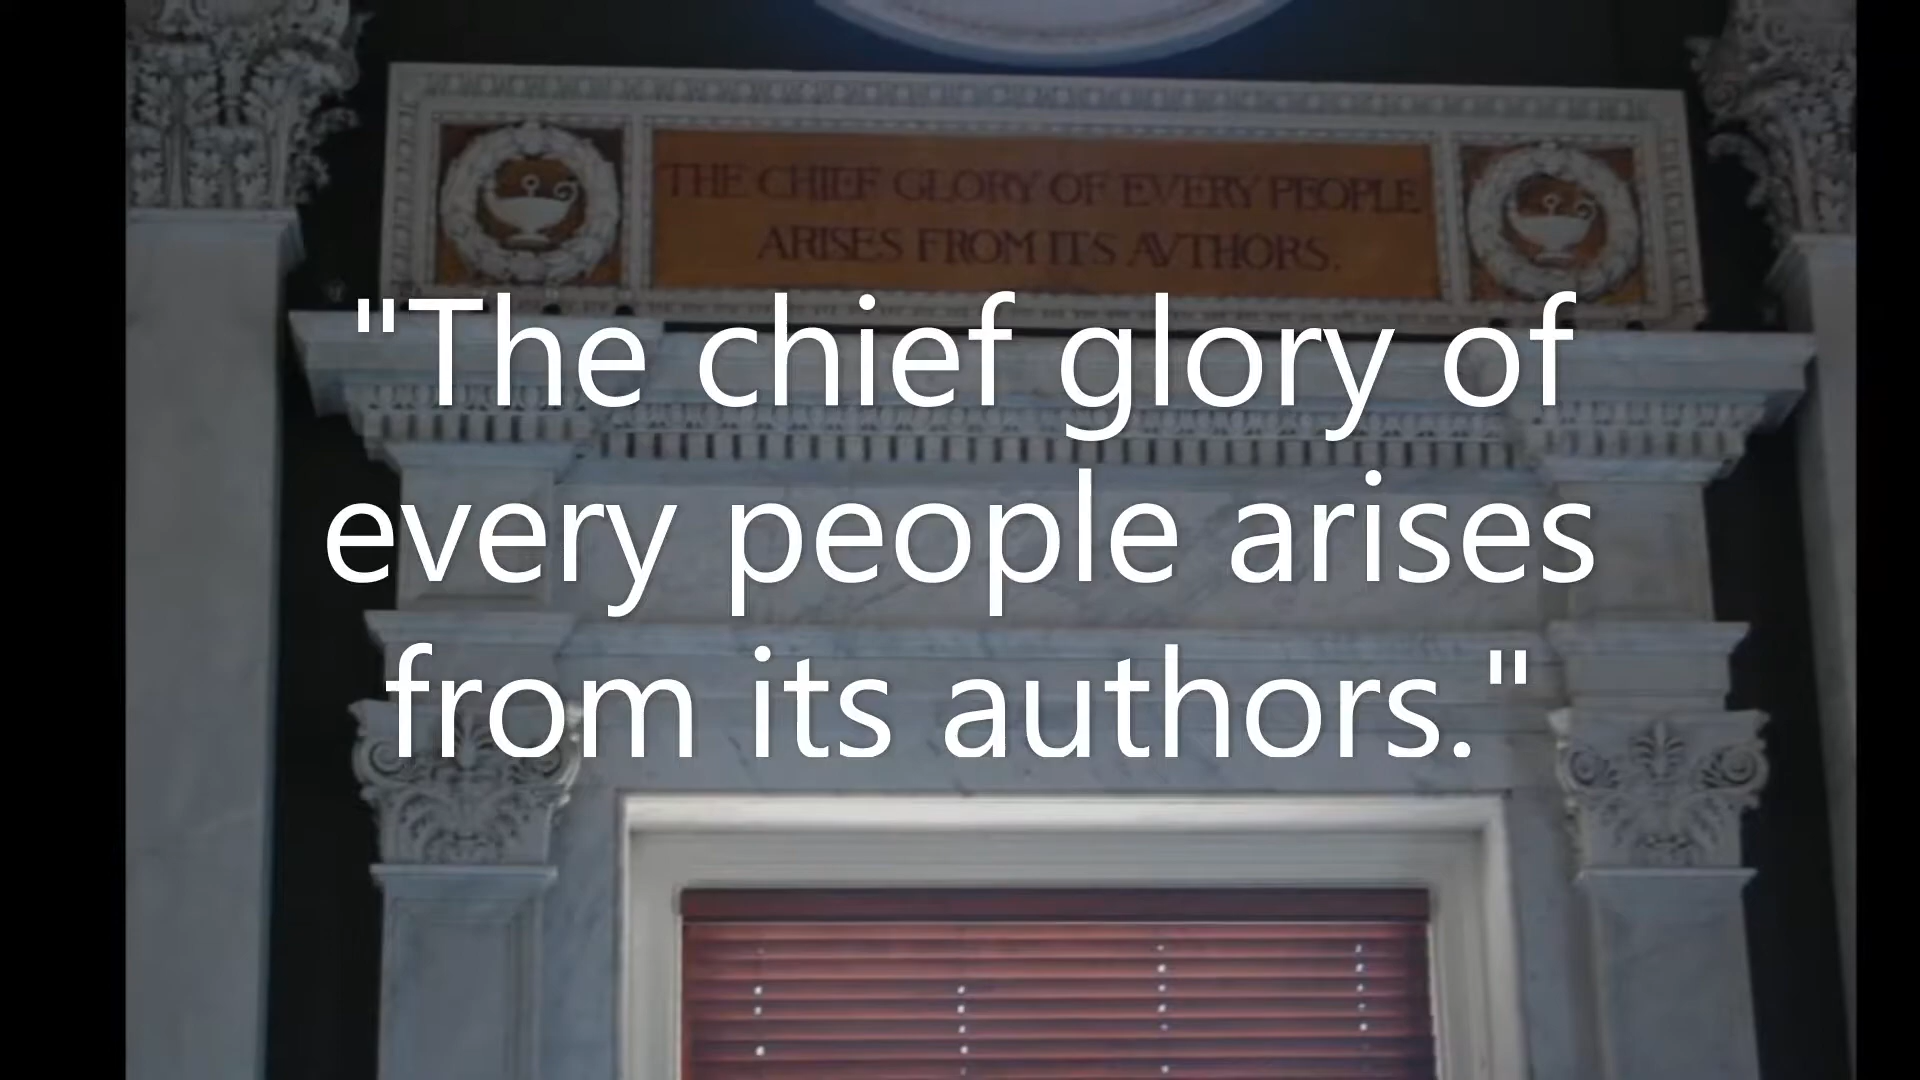 THE CHIEF GLORY OF EVERY PEOPLE
ARISES FROM ITS AVTHORS.
"The chief glory of
every people arises
from its authors."